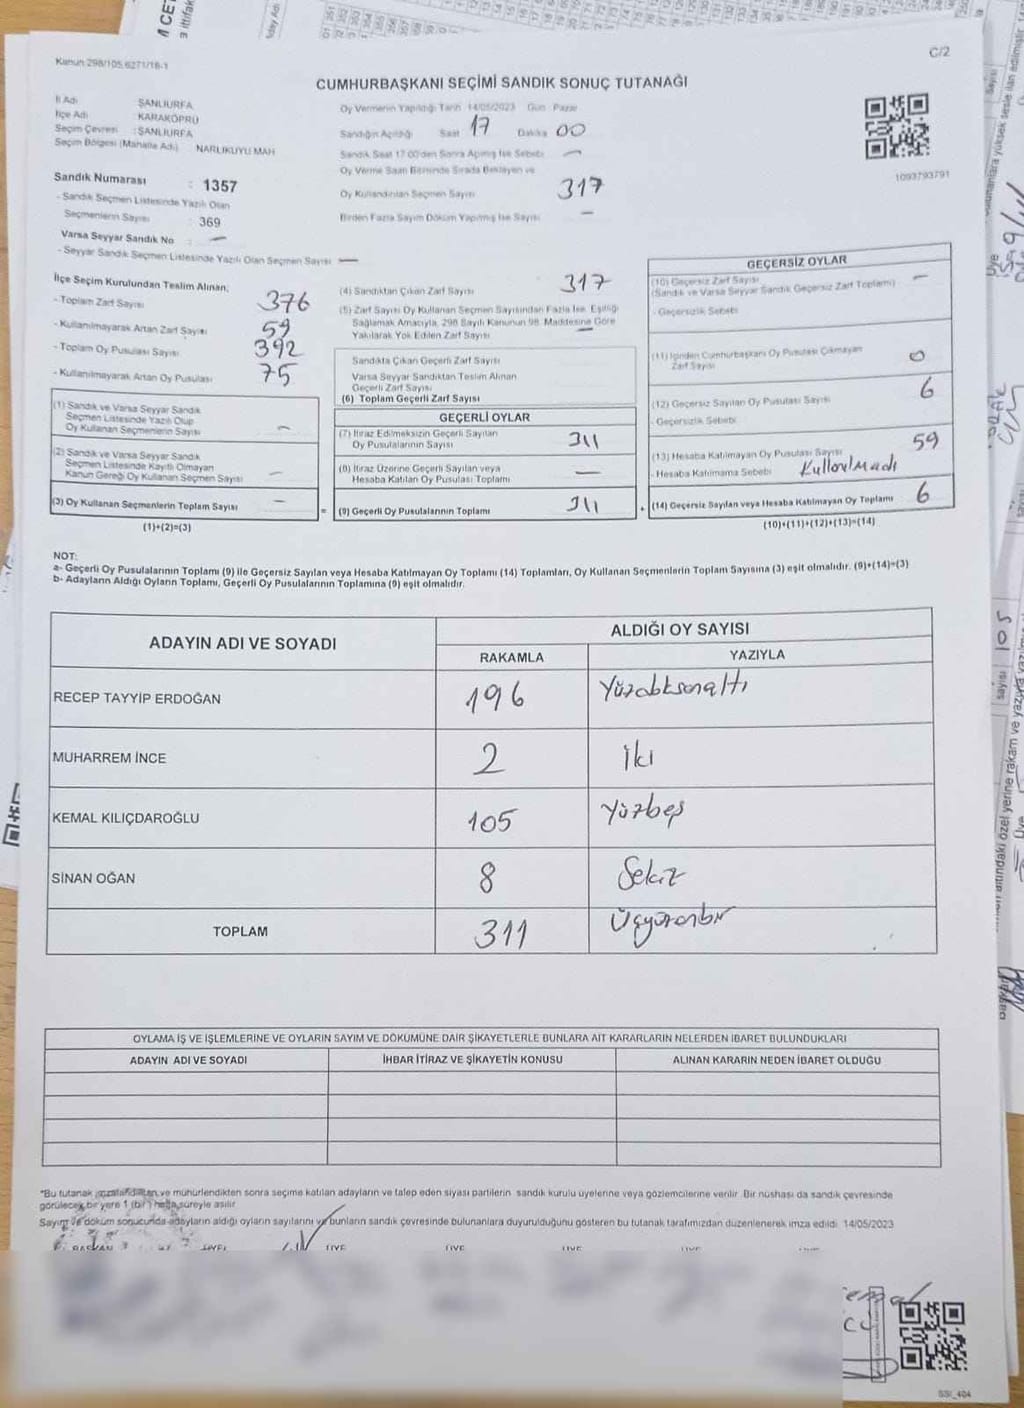 C/2
Kanun 298/105,6271/18-1
CUMHURBAŞKANI SEÇİMİ SANDIK SONUÇ TUTANAĞI
İl Adı ŞANLIURFA
İlçe Adı KARAKÖPRÜ
Seçim Çevresi : ŞANLIURFA
Seçim Bölgesi (Mahalle Adı) NARLIKUYU MAH
Sandık Numarası : 1357
- Sandık Seçmen Listesinde Yazılı Olan
Seçmenlerin Sayısı : 369
Varsa Seyyar Sandık No : —
- Seyyar Sandık Seçmen Listesinde Yazılı Olan Seçmen Sayısı —
Oy Vermenin Yapıldığı Tarih 14/05/2023 Gün Pazar
Sandığın Açıldığı Saat 17 Dakika 00
Sandık Saat 17:00'den Sonra Açılmış İse Sebebi —
Oy Verme Saati Bitiminde Sırada Bekleyen ve
Oy Kullandırılan Seçmen Sayısı 317
Birden Fazla Sayım Döküm Yapılmış İse Sayısı —
1093793791
İlçe Seçim Kurulundan Teslim Alınan;
- Toplam Zarf Sayısı 376
- Kullanılmayarak Artan Zarf Sayısı 59
- Toplam Oy Pusulası Sayısı 392
- Kullanılmayarak Artan Oy Pusulası 75
(1) Sandık ve Varsa Seyyar Sandık
Seçmen Listesinde Yazılı Olup
Oy Kullanan Seçmenlerin Sayısı —
(2) Sandık ve Varsa Seyyar Sandık
Seçmen Listesinde Kayıtlı Olmayan
Kanun Gereği Oy Kullanan Seçmen Sayısı —
(3) Oy Kullanan Seçmenlerin Toplam Sayısı —
(1)+(2)=(3)
(4) Sandıktan Çıkan Zarf Sayısı 317
(5) Zarf Sayısı Oy Kullanan Seçmen Sayısından Fazla İse, Eşitliği
Sağlamak Amacıyla, 298 Sayılı Kanunun 98. Maddesine Göre
Yakılarak Yok Edilen Zarf Sayısı —
Sandıkta Çıkan Geçerli Zarf Sayısı
Varsa Seyyar Sandıktan Teslim Alınan
Geçerli Zarf Sayısı
(6) Toplam Geçerli Zarf Sayısı
GEÇERLİ OYLAR
(7) İtiraz Edilmeksizin Geçerli Sayılan
Oy Pusulalarının Sayısı 311
(8) İtiraz Üzerine Geçerli Sayılan veya
Hesaba Katılan Oy Pusulası Toplamı —
= (9) Geçerli Oy Pusulalarının Toplamı 311
GEÇERSİZ OYLAR
(10) Geçersiz Zarf Sayısı —
(Sandık ve Varsa Seyyar Sandık Geçersiz Zarf Toplamı)
- Geçersizlik Sebebi
(11) İçinden Cumhurbaşkanı Oy Pusulası Çıkmayan
Zarf Sayısı 0
(12) Geçersiz Sayılan Oy Pusulası Sayısı 6
- Geçersizlik Sebebi
(13) Hesaba Katılmayan Oy Pusulası Sayısı 59
- Hesaba Katılmama Sebebi Kullanılmadı
+ (14) Geçersiz Sayılan veya Hesaba Katılmayan Oy Toplamı 6
(10)+(11)+(12)+(13)=(14)
NOT:
a- Geçerli Oy Pusulalarının Toplamı (9) ile Geçersiz Sayılan veya Hesaba Katılmayan Oy Toplamı (14) Toplamları, Oy Kullanan Seçmenlerin Toplam Sayısına (3) eşit olmalıdır. (9)+(14)=(3)
b- Adayların Aldığı Oyların Toplamı, Geçerli Oy Pusulalarının Toplamına (9) eşit olmalıdır.
ADAYIN ADI VE SOYADI ALDIĞI OY SAYISI
RAKAMLA YAZIYLA
RECEP TAYYİP ERDOĞAN 196 Yüzdoksanaltı
MUHARREM İNCE 2 İki
KEMAL KILIÇDAROĞLU 105 Yüzbeş
SİNAN OĞAN 8 Sekiz
TOPLAM 311 Üçyüzonbir
OYLAMA İŞ VE İŞLEMLERİNE VE OYLARIN SAYIM VE DÖKÜMÜNE DAİR ŞİKAYETLERLE BUNLARA AİT KARARLARIN NELERDEN İBARET BULUNDUKLARI
ADAYIN ADI VE SOYADI İHBAR İTİRAZ VE ŞİKAYETİN KONUSU ALINAN KARARIN NEDEN İBARET OLDUĞU
*Bu tutanak imzalandıktan ve mühürlendikten sonra seçime katılan adayların ve talep eden siyasi partilerin sandık kurulu üyelerine veya gözlemcilerine verilir. Bir nüshası da sandık çevresinde
görülecek bir yere 1 (bir) hafta süreyle asılır.
Sayım ve döküm sonucunda adayların aldığı oyların sayılarını ve bunların sandık çevresinde bulunanlara duyurulduğunu gösteren bu tutanak tarafımızdan düzenlenerek imza edildi. 14/05/2023
SSI_404